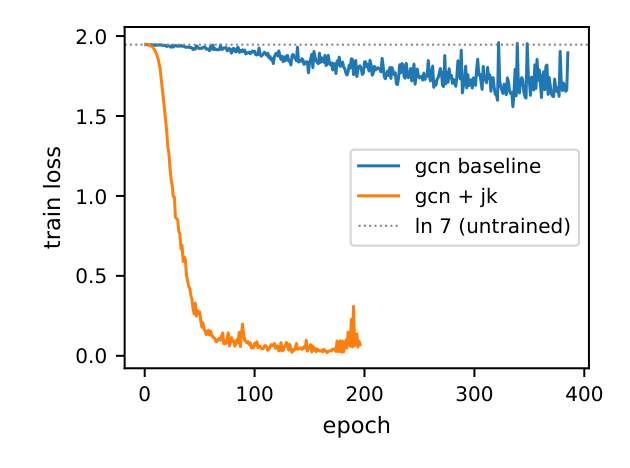 2.0
1.5
1.0
0.5
0.0
train loss
gcn baseline
gcn + jk
ln 7 (untrained)
0 100 200 300 400
epoch